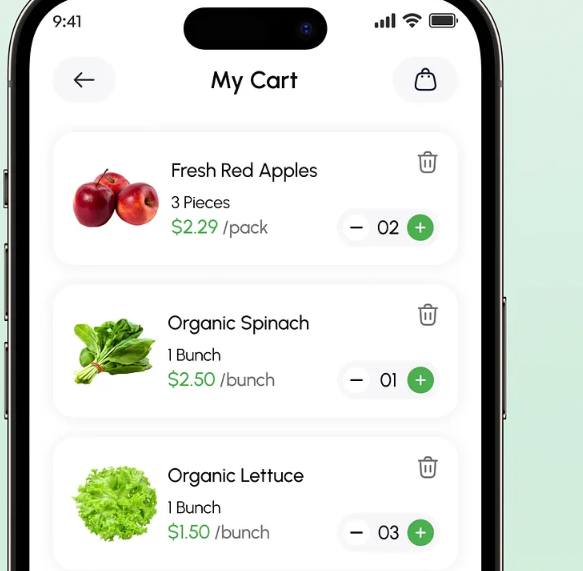 9:41
My Cart
Fresh Red Apples
3 Pieces
$2.29 /pack
− 02 +
Organic Spinach
1 Bunch
$2.50 /bunch
− 01 +
Organic Lettuce
1 Bunch
$1.50 /bunch
− 03 +